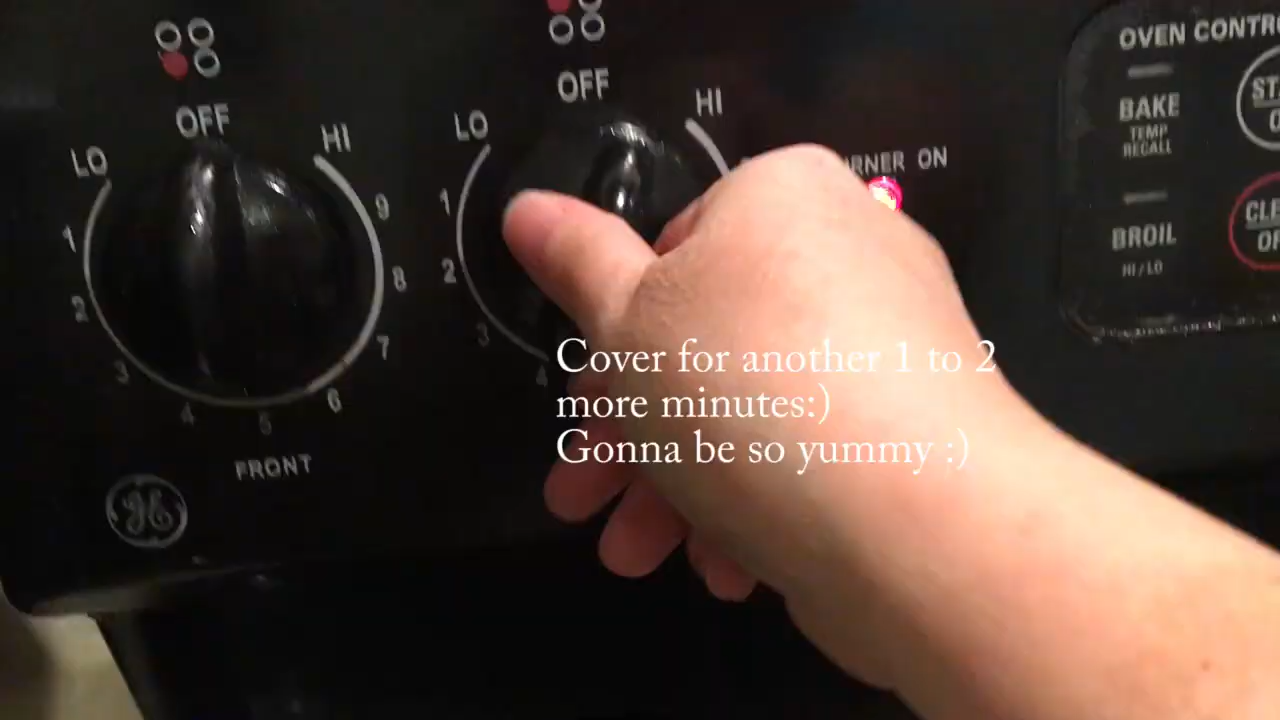 OFF
HI
LO
1
2
3
4
5
6
7
8
9
FRONT
GE
OFF
HI
LO
1
2
3
4
ON
OVEN
BAKE
TEMP
RECALL
BROIL
HI/LO
Cover for another 1 to 2
more minutes:)
Gonna be so yummy :)